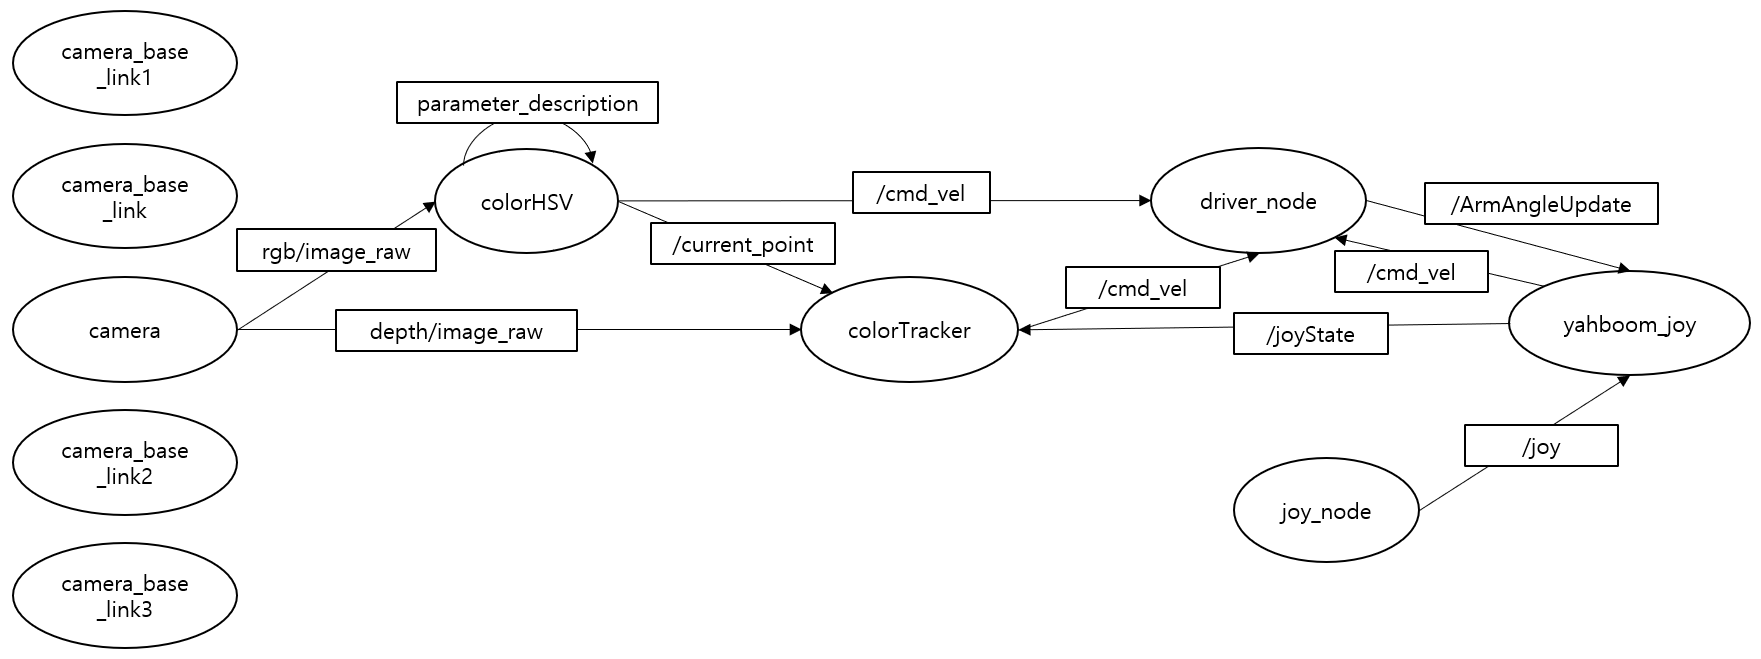 camera_base
_link1
parameter_description
camera_base
_link
colorHSV
/cmd_vel
driver_node
/ArmAngleUpdate
rgb/image_raw
/current_point
/cmd_vel
/cmd_vel
camera
depth/image_raw
colorTracker
/joyState
yahboom_joy
camera_base
_link2
/joy
joy_node
camera_base
_link3